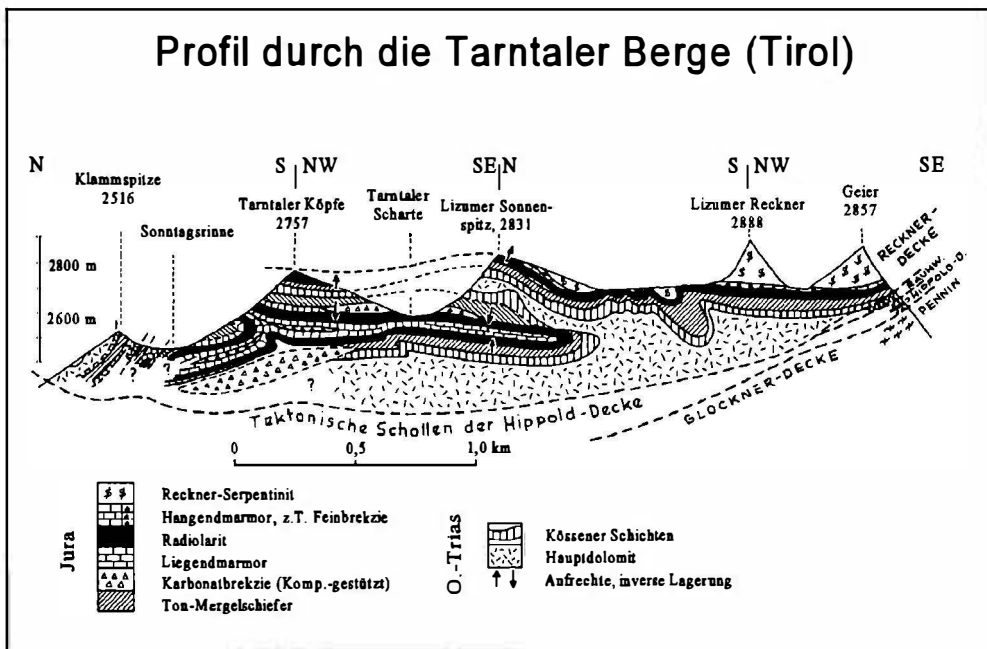 Profil durch die Tarntaler Berge (Tirol)
N
S NW
SE N
S NW
SE
Klammspitze
2516
Sonntagsrinne
Tarntaler Köpfe
2757
Tarntaler
Scharte
Lizumer Sonnen-
spitz, 2831
Lizumer Reckner
2888
Geier
2857
2800 m
2600 m
RECKNER-
DECKE
HIPPOLD-D.
PENNIN
GLOCKNER-DECKE
? ?
?
?
Tektonische Schollen der Hippold-Decke
0 0,5 1,0 km
Jura
Reckner-Serpentinit
Hangendmarmor, z.T. Feinbrekzie
Radiolarit
Liegendmarmor
Karbonatbrekzie (Komp.-gestützt)
Ton-Mergelschiefer
O.-Trias
Kössener Schichten
Hauptdolomit
Aufrechte, inverse Lagerung